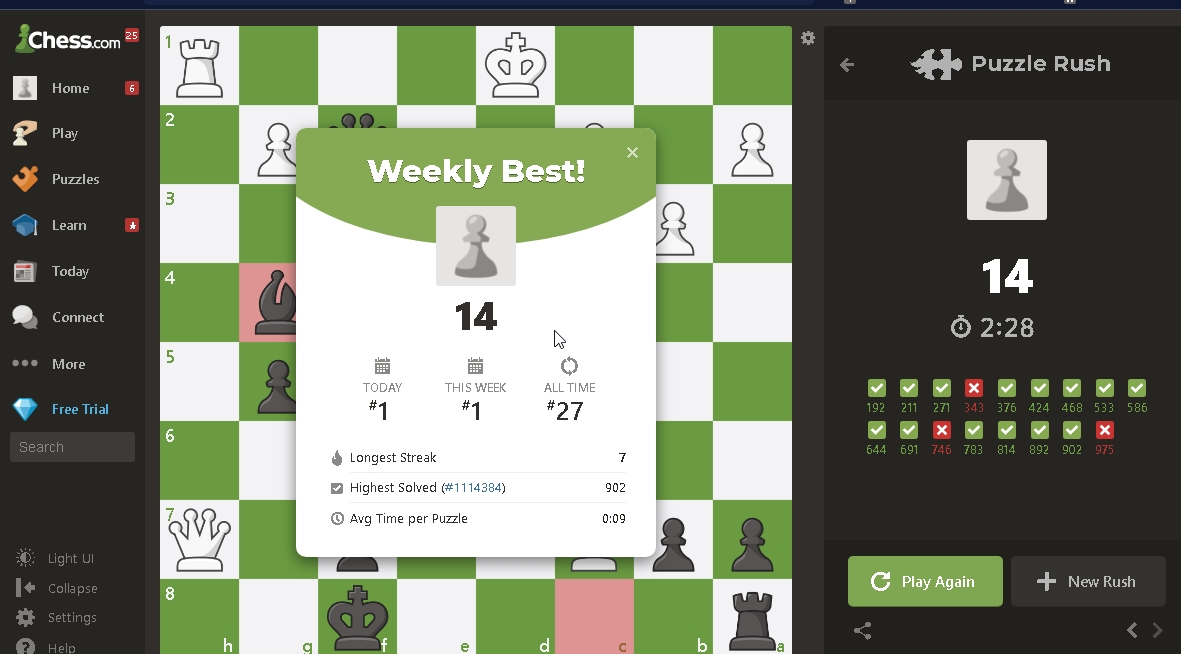 Chess.com 25
Home 6
Play
Puzzles
Learn
Today
Connect
More
Free Trial
Search
Light UI
Collapse
Settings
Help
1
2
3
4
5
6
7
8
h g f e d c b a
Weekly Best!
14
TODAY THIS WEEK ALL TIME
#1 #1 #27
Longest Streak 7
Highest Solved (#1114384) 902
Avg Time per Puzzle 0:09
Puzzle Rush
14
2:28
192 211 271 343 376 424 468 533 586
644 691 746 783 814 892 902 975
Play Again New Rush